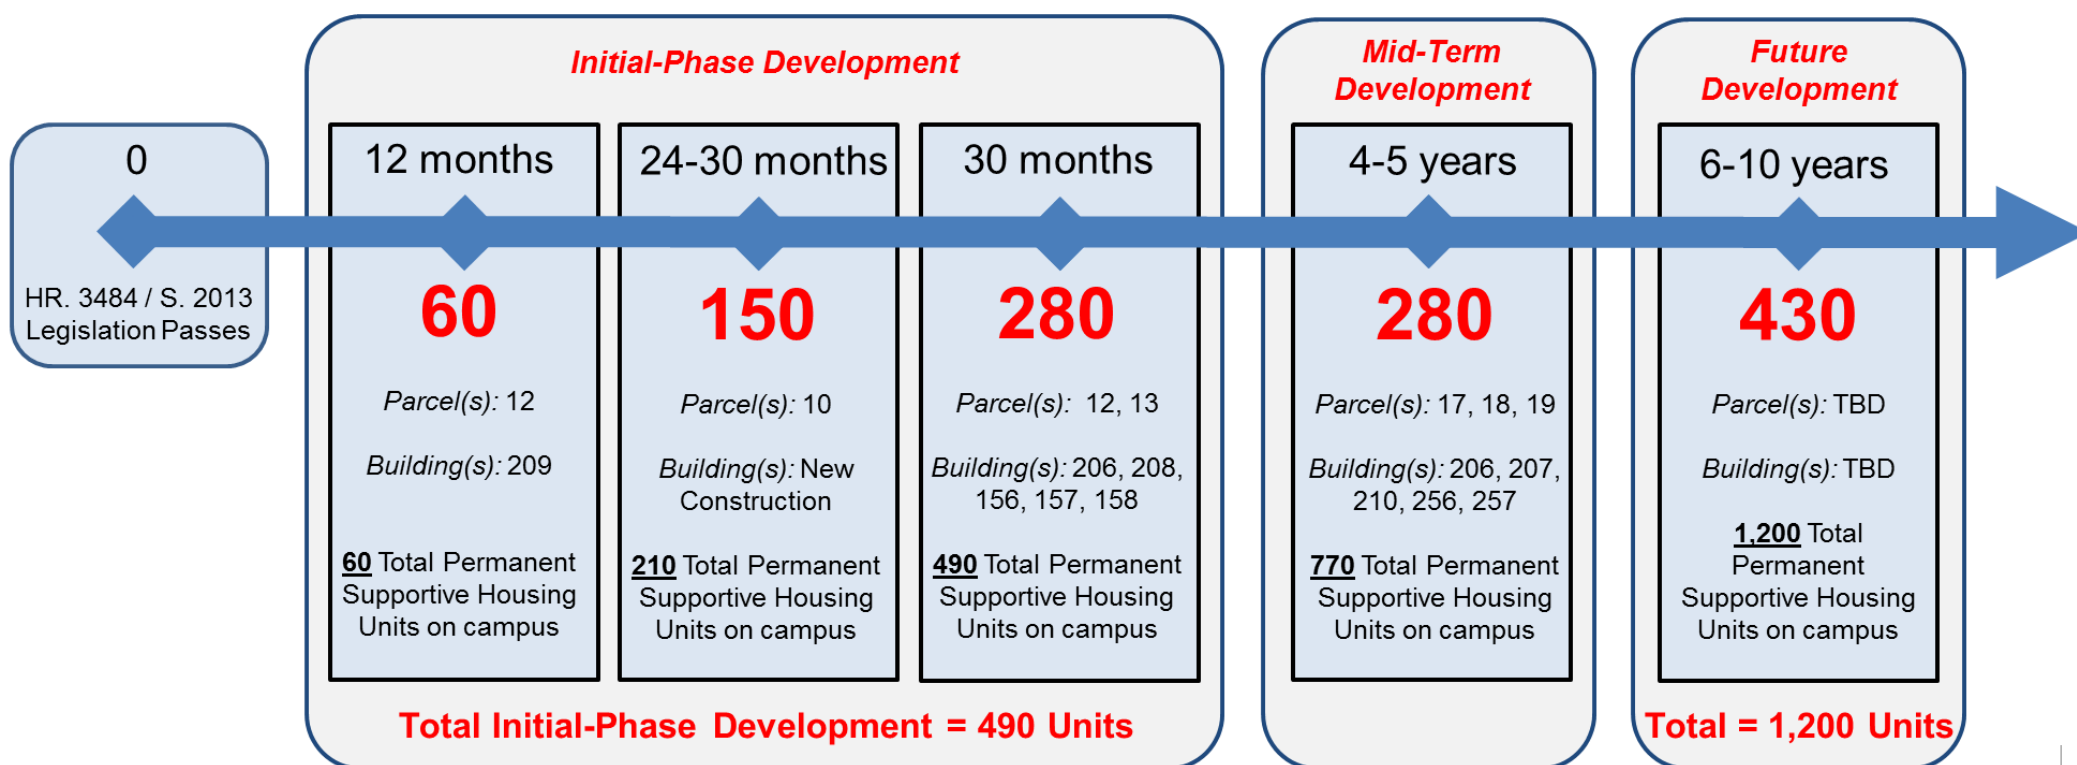 0
HR. 3484 / S. 2013
Legislation Passes
Initial-Phase Development
12 months
60
Parcel(s): 12
Building(s): 209
60 Total Permanent
Supportive Housing
Units on campus
24-30 months
150
Parcel(s): 10
Building(s): New
Construction
210 Total Permanent
Supportive Housing
Units on campus
30 months
280
Parcel(s): 12, 13
Building(s): 206, 208,
156, 157, 158
490 Total Permanent
Supportive Housing
Units on campus
Total Initial-Phase Development = 490 Units
Mid-Term
Development
4-5 years
280
Parcel(s): 17, 18, 19
Building(s): 206, 207,
210, 256, 257
770 Total Permanent
Supportive Housing
Units on campus
Future
Development
6-10 years
430
Parcel(s): TBD
Building(s): TBD
1,200 Total
Permanent
Supportive Housing
Units on campus
Total = 1,200 Units